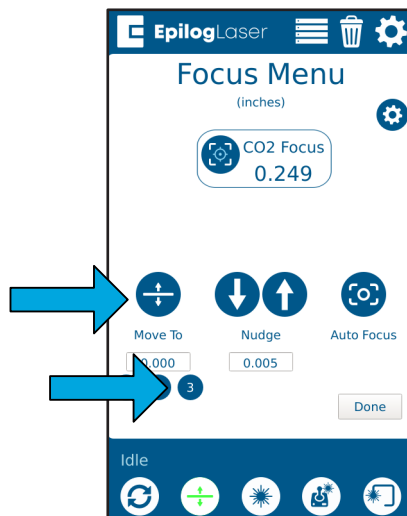 EpilogLaser
Focus Menu
(inches)
CO2 Focus
0.249
Move To
Nudge
Auto Focus
0.005
3
Done
Idle